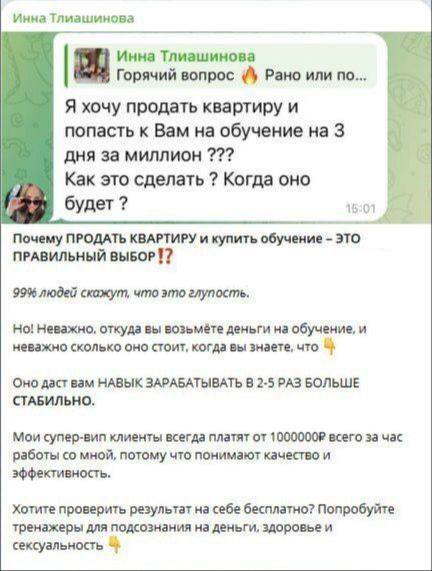 Инна Тлиашинова
Инна Тлиашинова
Горячий вопрос 🔥 Рано или по...
Я хочу продать квартиру и
попасть к Вам на обучение на 3
дня за миллион ???
Как это сделать ? Когда оно
будет ?
15:01
Почему ПРОДАТЬ КВАРТИРУ и купить обучение – ЭТО
ПРАВИЛЬНЫЙ ВЫБОР⁉️
99% людей скажут, что это глупость.
Но! Неважно, откуда вы возьмёте деньги на обучение, и
неважно сколько оно стоит, когда вы знаете, что 👇
Оно даст вам НАВЫК ЗАРАБАТЫВАТЬ В 2-5 РАЗ БОЛЬШЕ
СТАБИЛЬНО.
Мои супер-вип клиенты всегда платят от 1000000₽ всего за час
работы со мной, потому что понимают качество и
эффективность.
Хотите проверить результат на себе бесплатно? Попробуйте
тренажеры для подсознания на деньги, здоровье и
сексуальность 👇